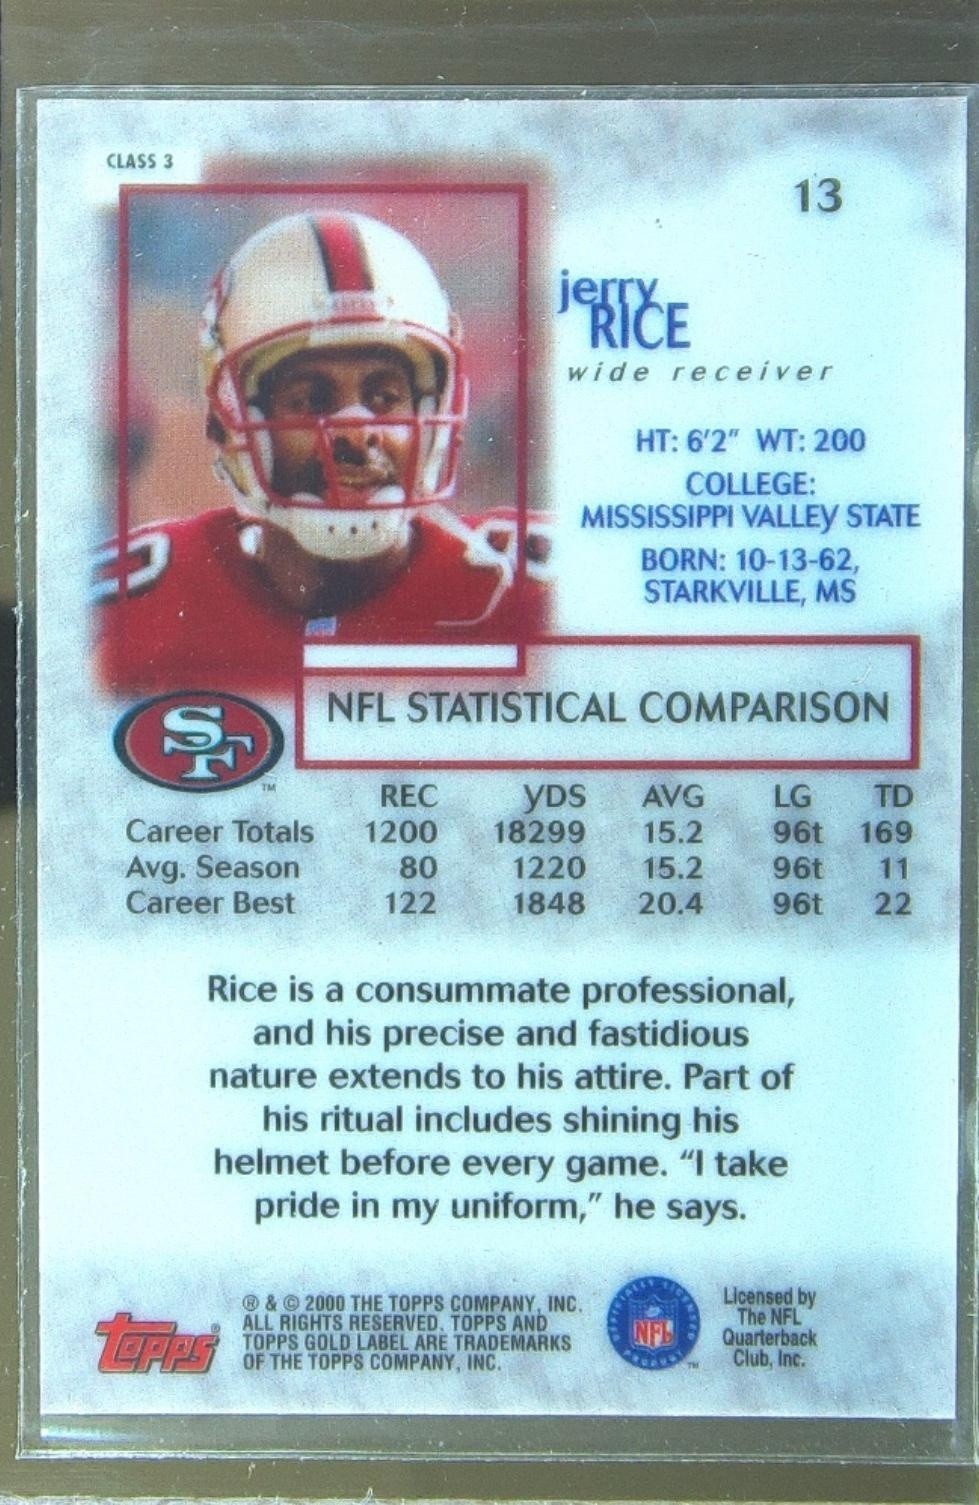 CLASS 3
13
jerry
RICE
wide receiver
HT: 6'2" WT: 200
COLLEGE:
MISSISSIPPI VALLEY STATE
BORN: 10-13-62,
STARKVILLE, MS
SF
TM
NFL STATISTICAL COMPARISON
REC YDS AVG LG TD
Career Totals 1200 18299 15.2 96t 169
Avg. Season 80 1220 15.2 96t 11
Career Best 122 1848 20.4 96t 22
Rice is a consummate professional,
and his precise and fastidious
nature extends to his attire. Part of
his ritual includes shining his
helmet before every game. “I take
pride in my uniform,” he says.
Topps®
® & © 2000 THE TOPPS COMPANY, INC.
ALL RIGHTS RESERVED. TOPPS AND
TOPPS GOLD LABEL ARE TRADEMARKS
OF THE TOPPS COMPANY, INC.
NFL
PRODUCT
TM
Licensed by
The NFL
Quarterback
Club, Inc.